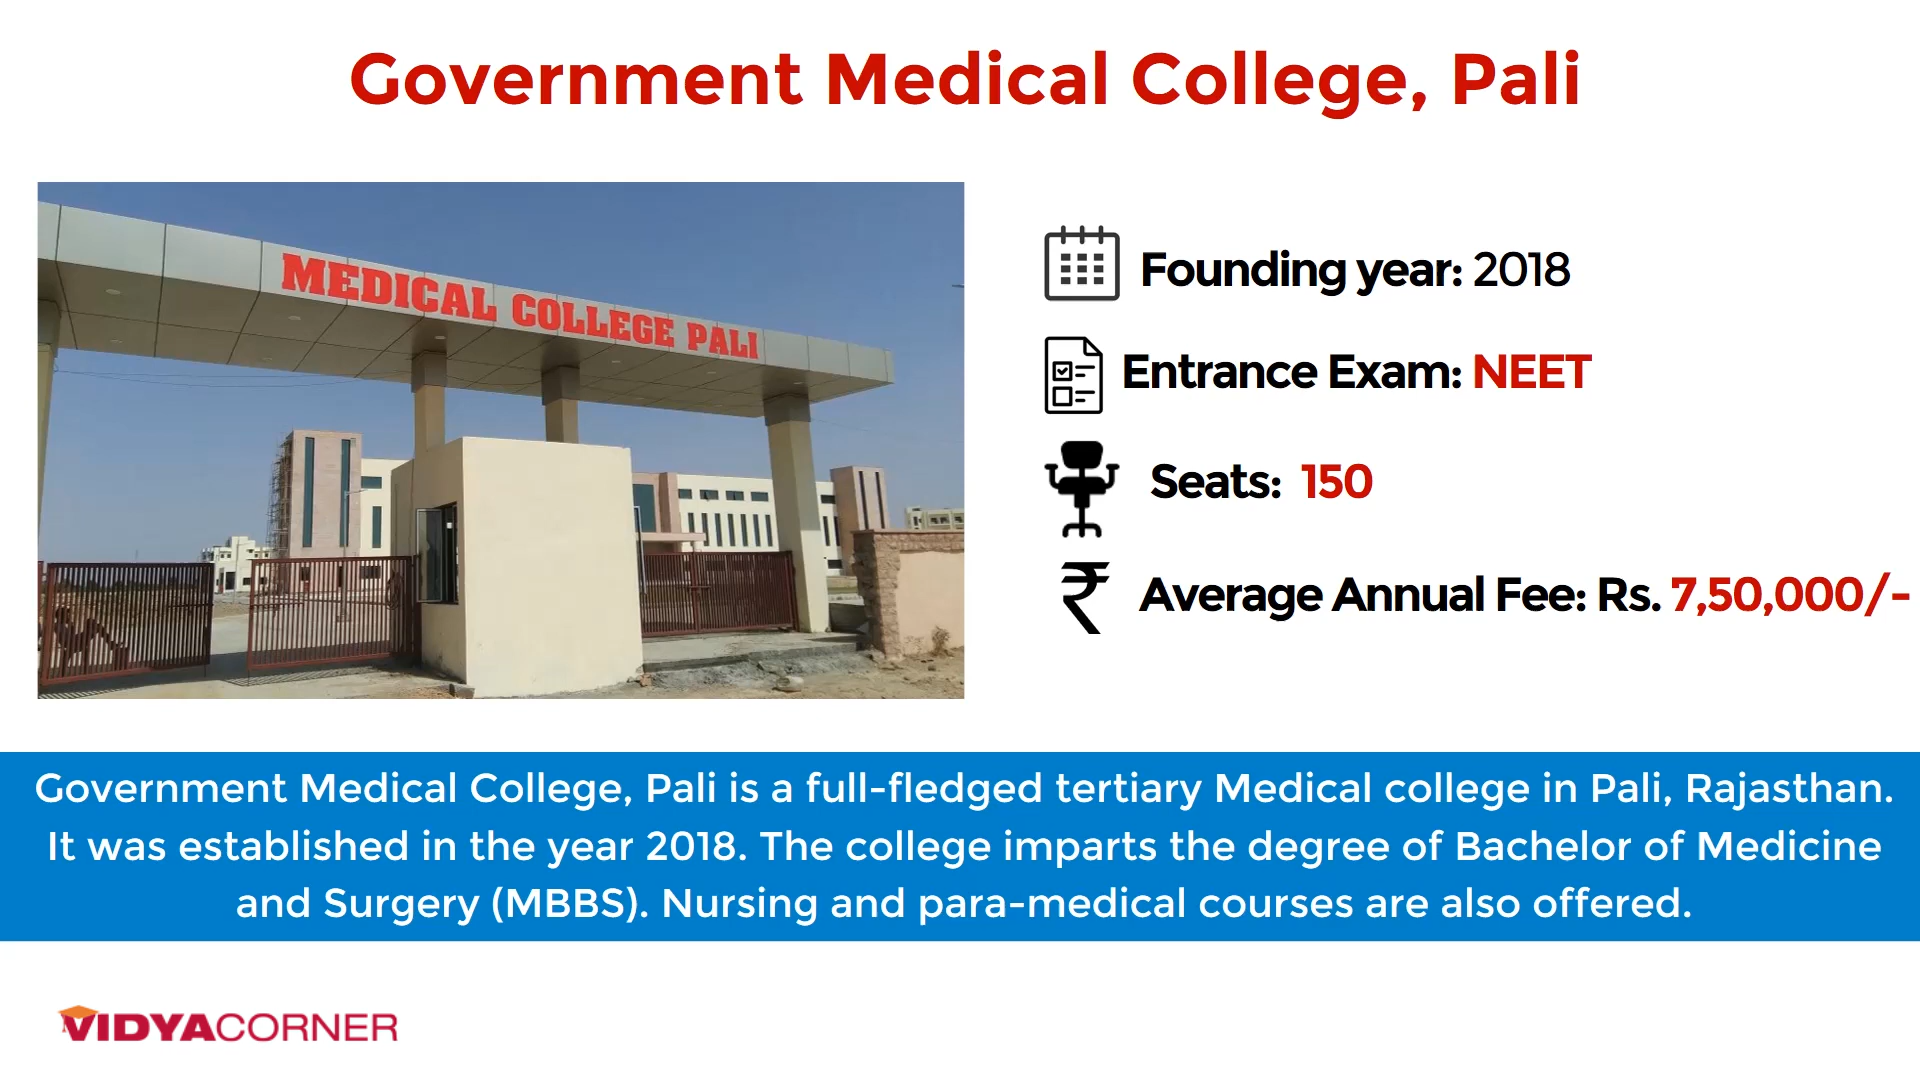 Government Medical College, Pali
MEDICAL COLLEGE PALI
Founding year: 2018
Entrance Exam: NEET
Seats: 150
₹ Average Annual Fee: Rs. 7,50,000/-
Government Medical College, Pali is a full-fledged tertiary Medical college in Pali, Rajasthan.
It was established in the year 2018. The college imparts the degree of Bachelor of Medicine
and Surgery (MBBS). Nursing and para-medical courses are also offered.
VIDYACORNER